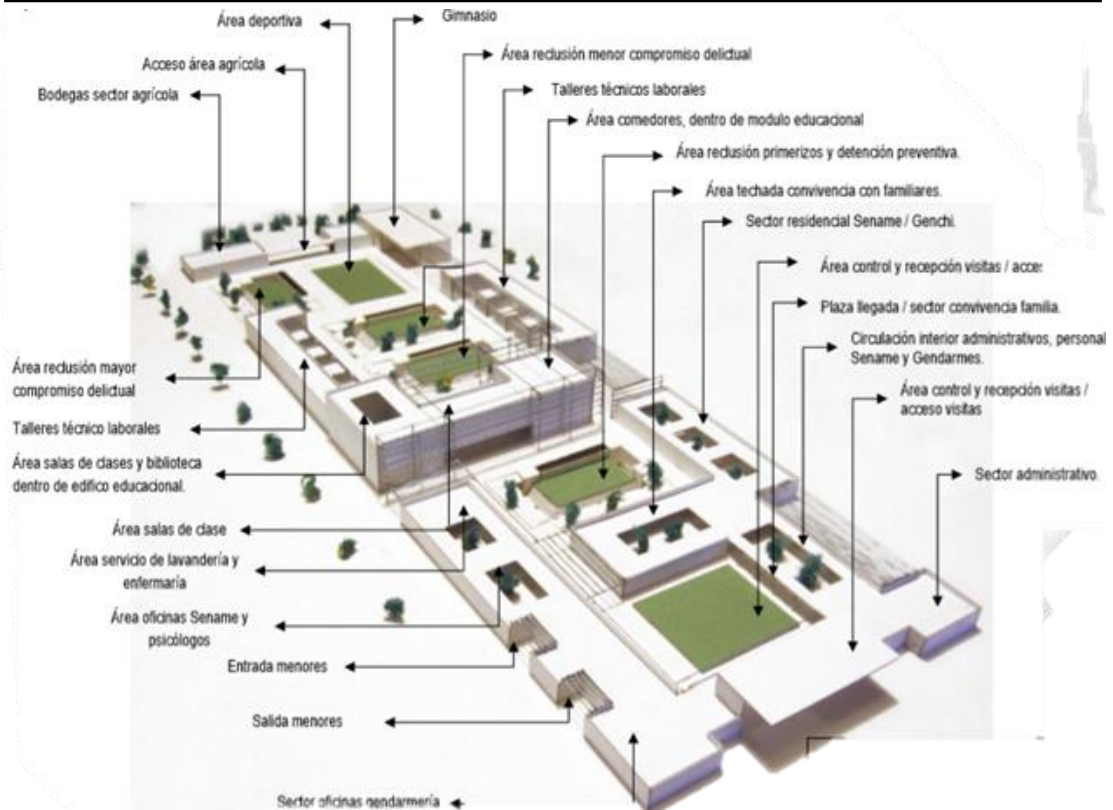 Área deportiva
Gimnasio
Acceso área agrícola
Área reclusión menor compromiso delictual
Bodegas sector agrícola
Talleres técnicos laborales
Área comedores, dentro de modulo educacional
Área reclusión primerizos y detención preventiva.
Área techada convivencia con familiares.
Sector residencial Sename / Genchi.
Área control y recepción visitas / acce
Plaza llegada / sector convivencia familia.
Circulación interior administrativos, personal
Sename y Gendarmes.
Área control y recepción visitas /
acceso visitas
Sector administrativo.
Área reclusión mayor
compromiso delictual
Talleres técnico laborales
Área salas de clases y biblioteca
dentro de edifico educacional.
Área salas de clase
Área servicio de lavandería y
enfermaría
Área oficinas Sename y
psicólogos
Entrada menores
Salida menores
Sector oficinas gendarmería